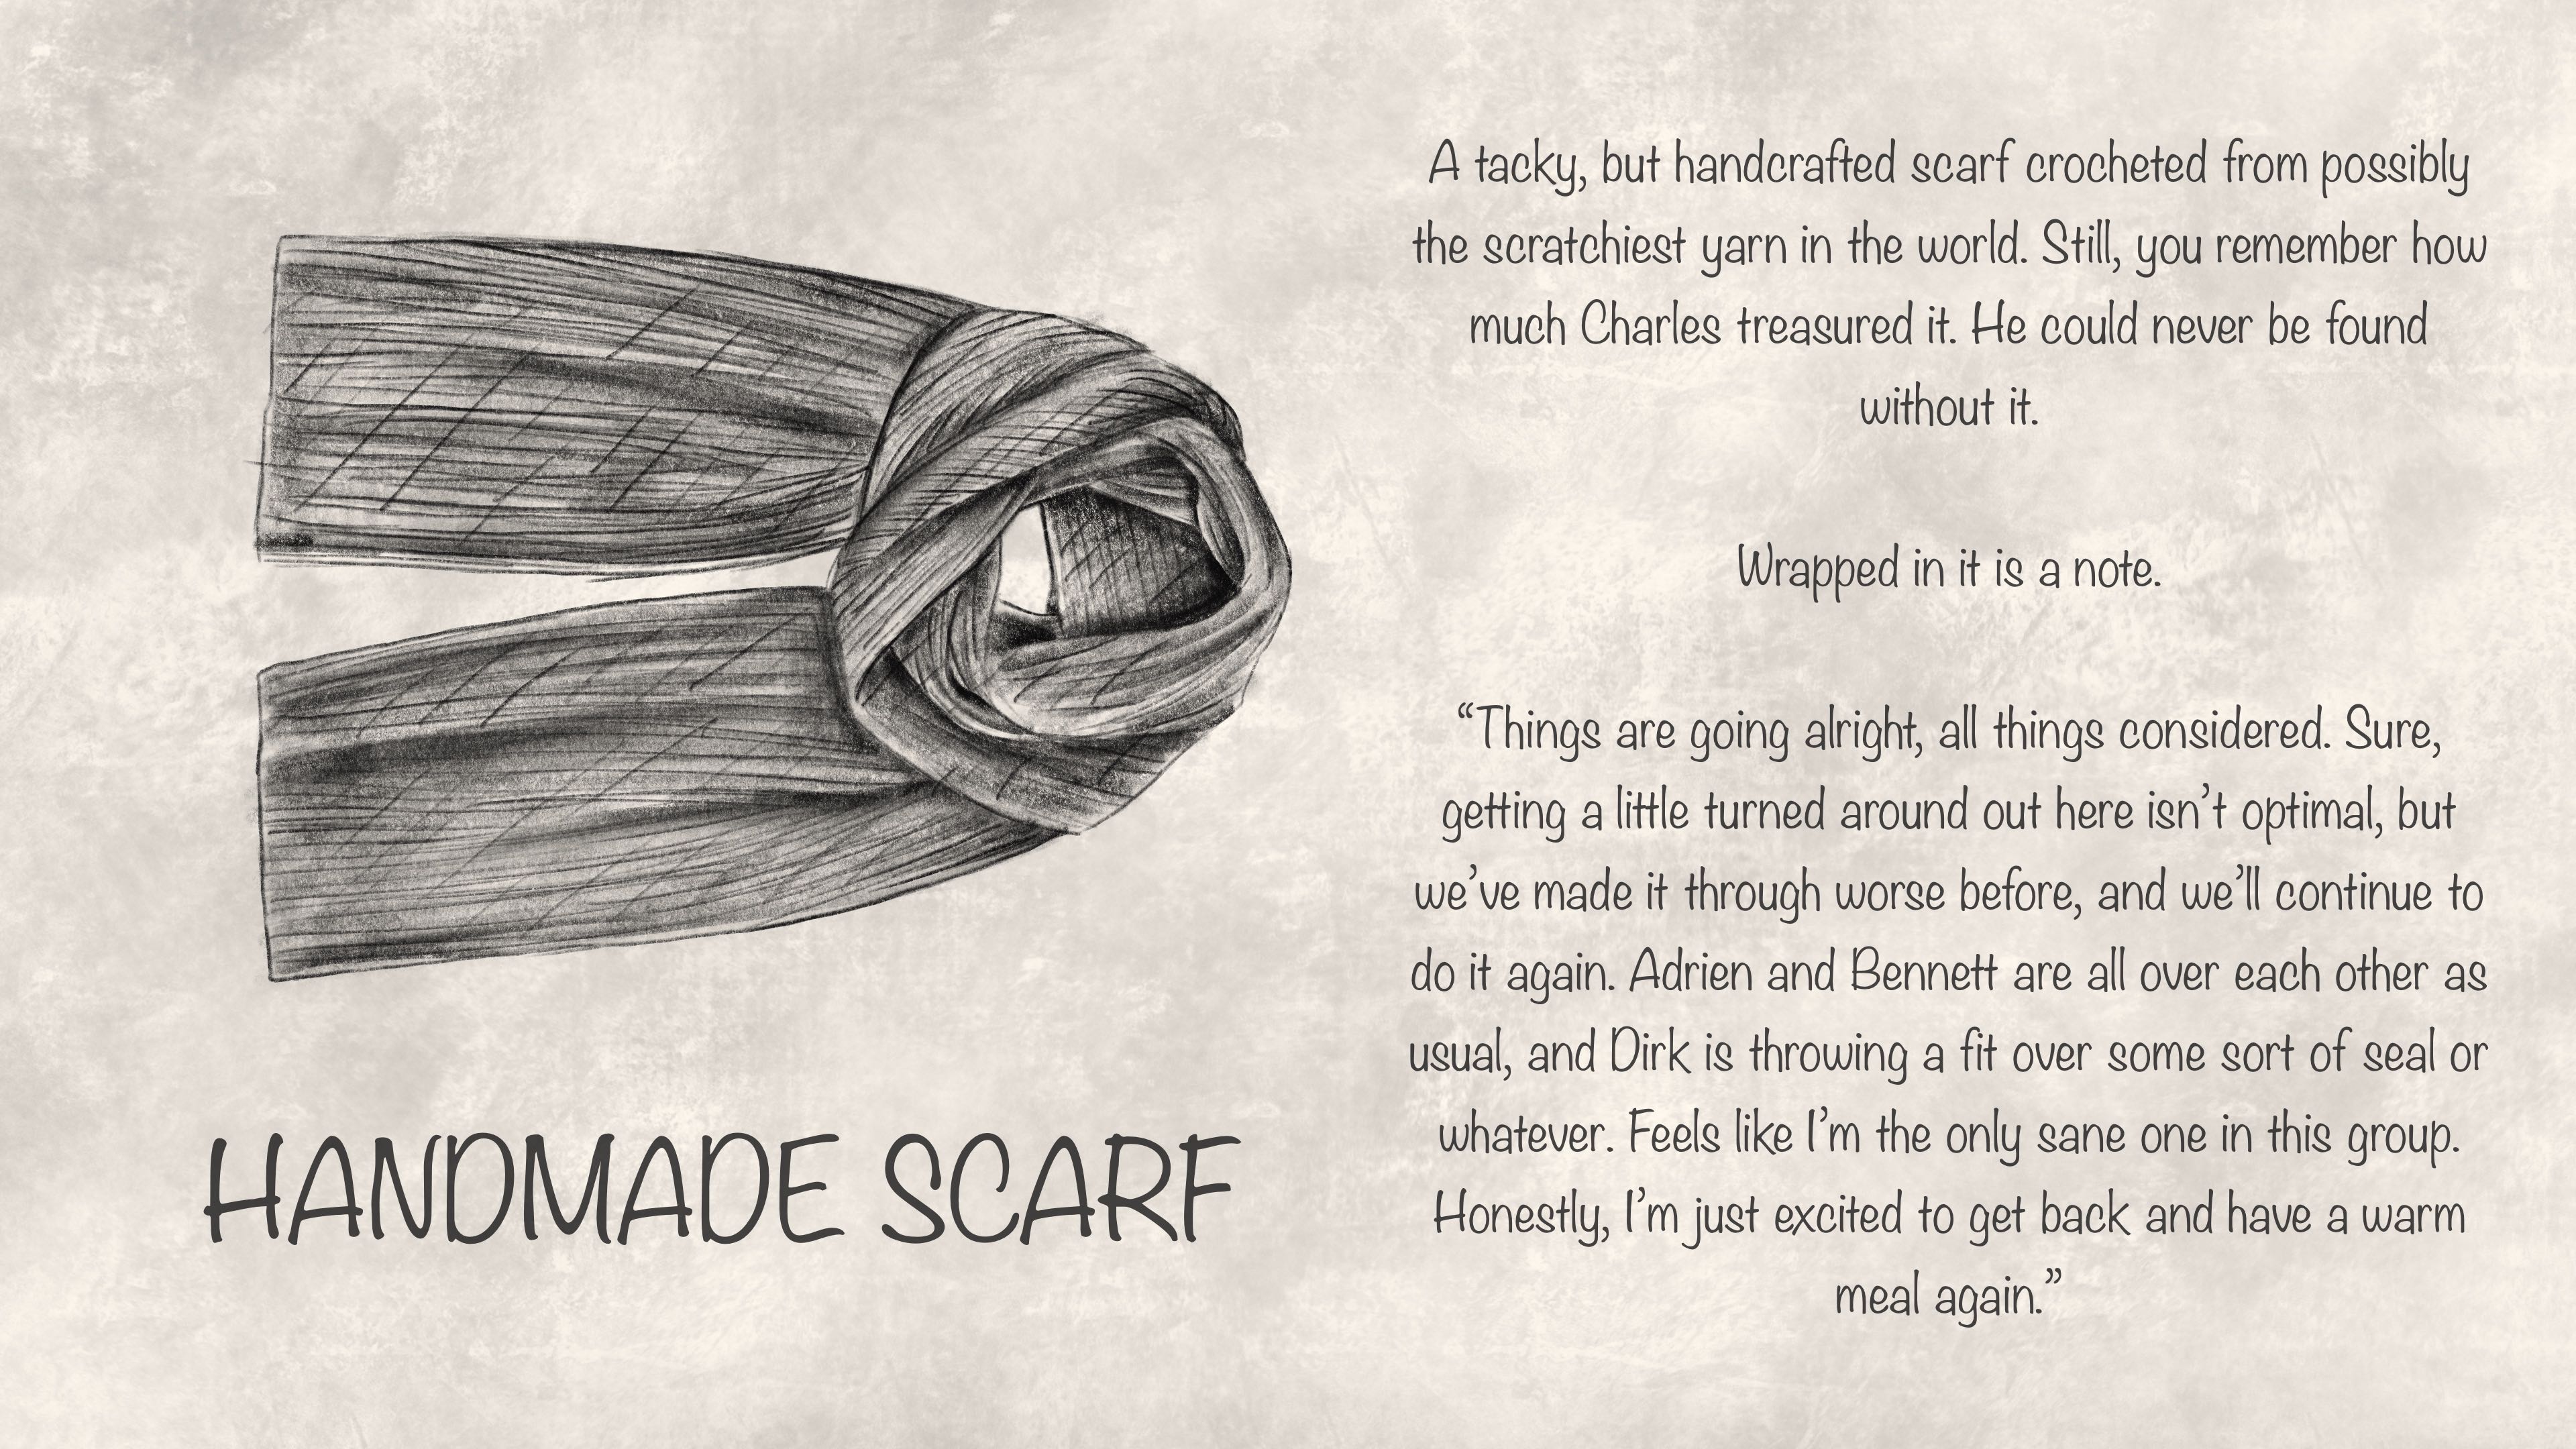 A tacky, but handcrafted scarf crocheted from possibly
the scratchiest yarn in the world. Still, you remember how
much Charles treasured it. He could never be found
without it.
Wrapped in it is a note.
“Things are going alright, all things considered. Sure,
getting a little turned around out here isn’t optimal, but
we’ve made it through worse before, and we’ll continue to
do it again. Adrien and Bennett are all over each other as
usual, and Dirk is throwing a fit over some sort of seal or
whatever. Feels like I’m the only sane one in this group.
Honestly, I’m just excited to get back and have a warm
meal again.”
HANDMADE SCARF